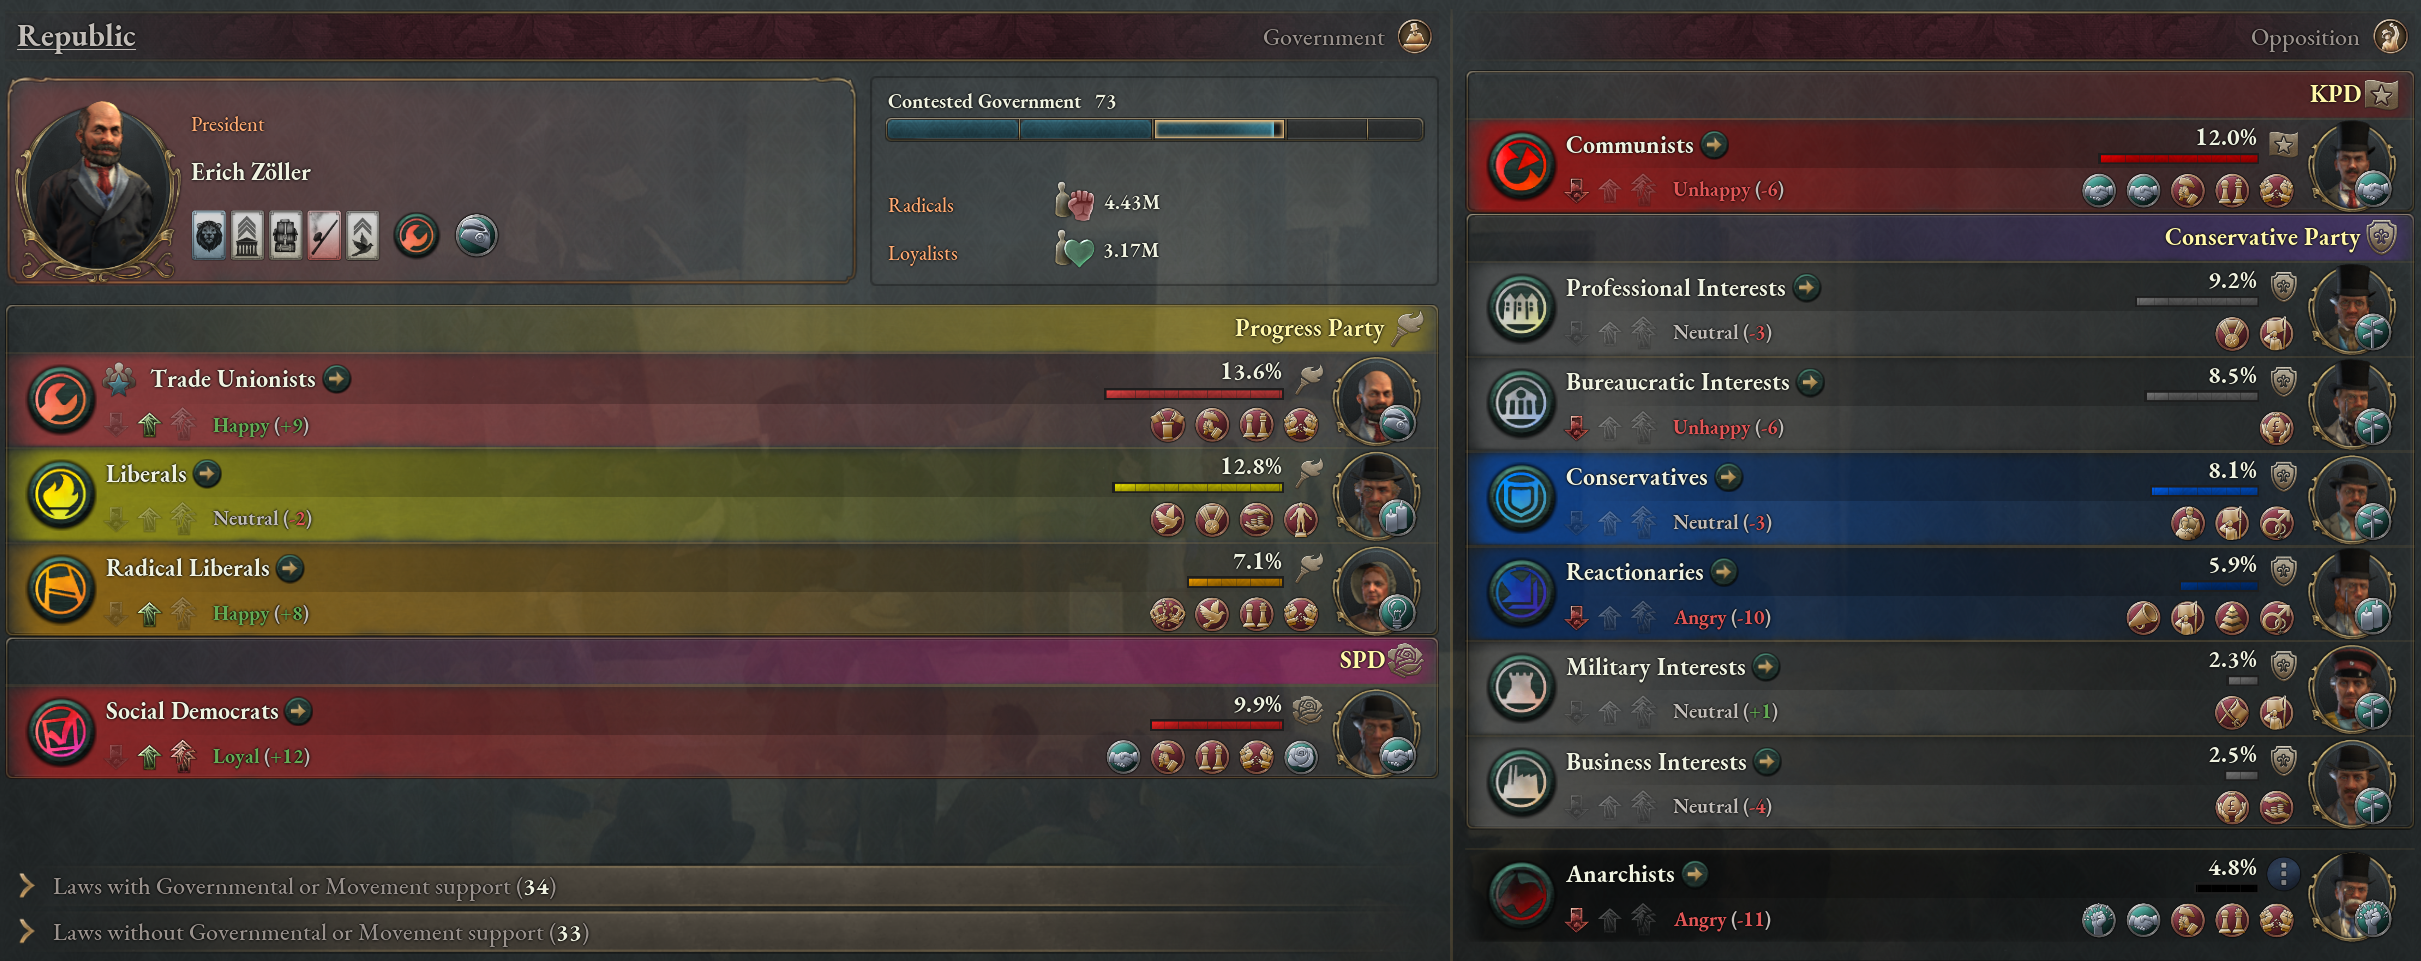 Republic
Government
President
Erich Zöller
Contested Government 73
Radicals 4.43M
Loyalists 3.17M
Progress Party
Trade Unionists 13.6%
Happy (+9)
Liberals 12.8%
Neutral (-2)
Radical Liberals 7.1%
Happy (+8)
SPD
Social Democrats 9.9%
Loyal (+12)
Laws with Governmental or Movement support (34)
Laws without Governmental or Movement support (33)
Opposition
KPD
Communists 12.0%
Unhappy (-6)
Conservative Party
Professional Interests 9.2%
Neutral (-3)
Bureaucratic Interests 8.5%
Unhappy (-6)
Conservatives 8.1%
Neutral (-3)
Reactionaries 5.9%
Angry (-10)
Military Interests 2.3%
Neutral (+1)
Business Interests 2.5%
Neutral (-4)
Anarchists 4.8%
Angry (-11)